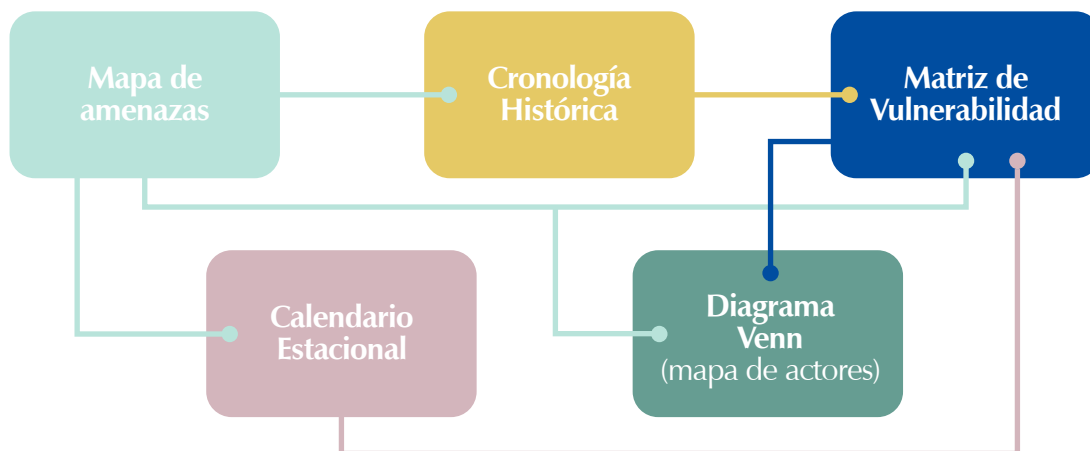 Mapa de
amenazas
Cronología
Histórica
Matriz de
Vulnerabilidad
Calendario
Estacional
Diagrama
Venn
(mapa de actores)